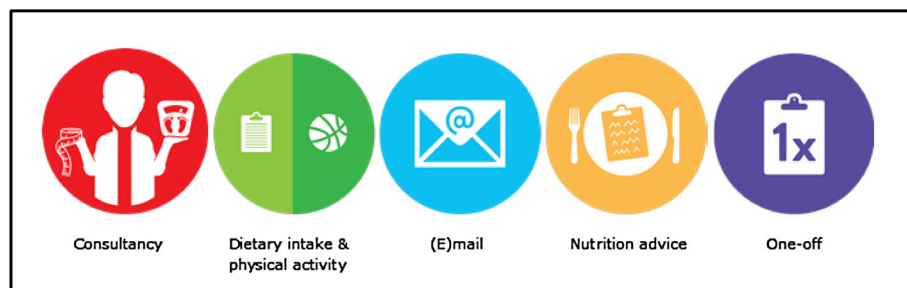 @
1x
Consultancy
Dietary intake &
physical activity
(E)mail
Nutrition advice
One-off